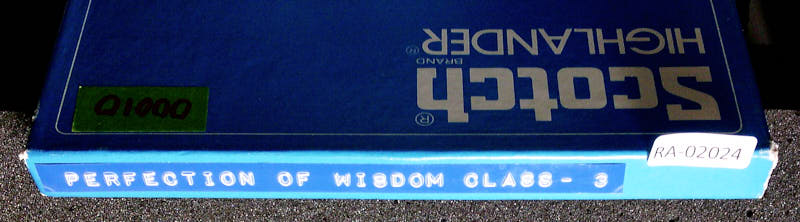 HIGHLANDER®
BRAND
Scotch®
RA-02024
PERFECTION OF WISDOM CLASS - 3